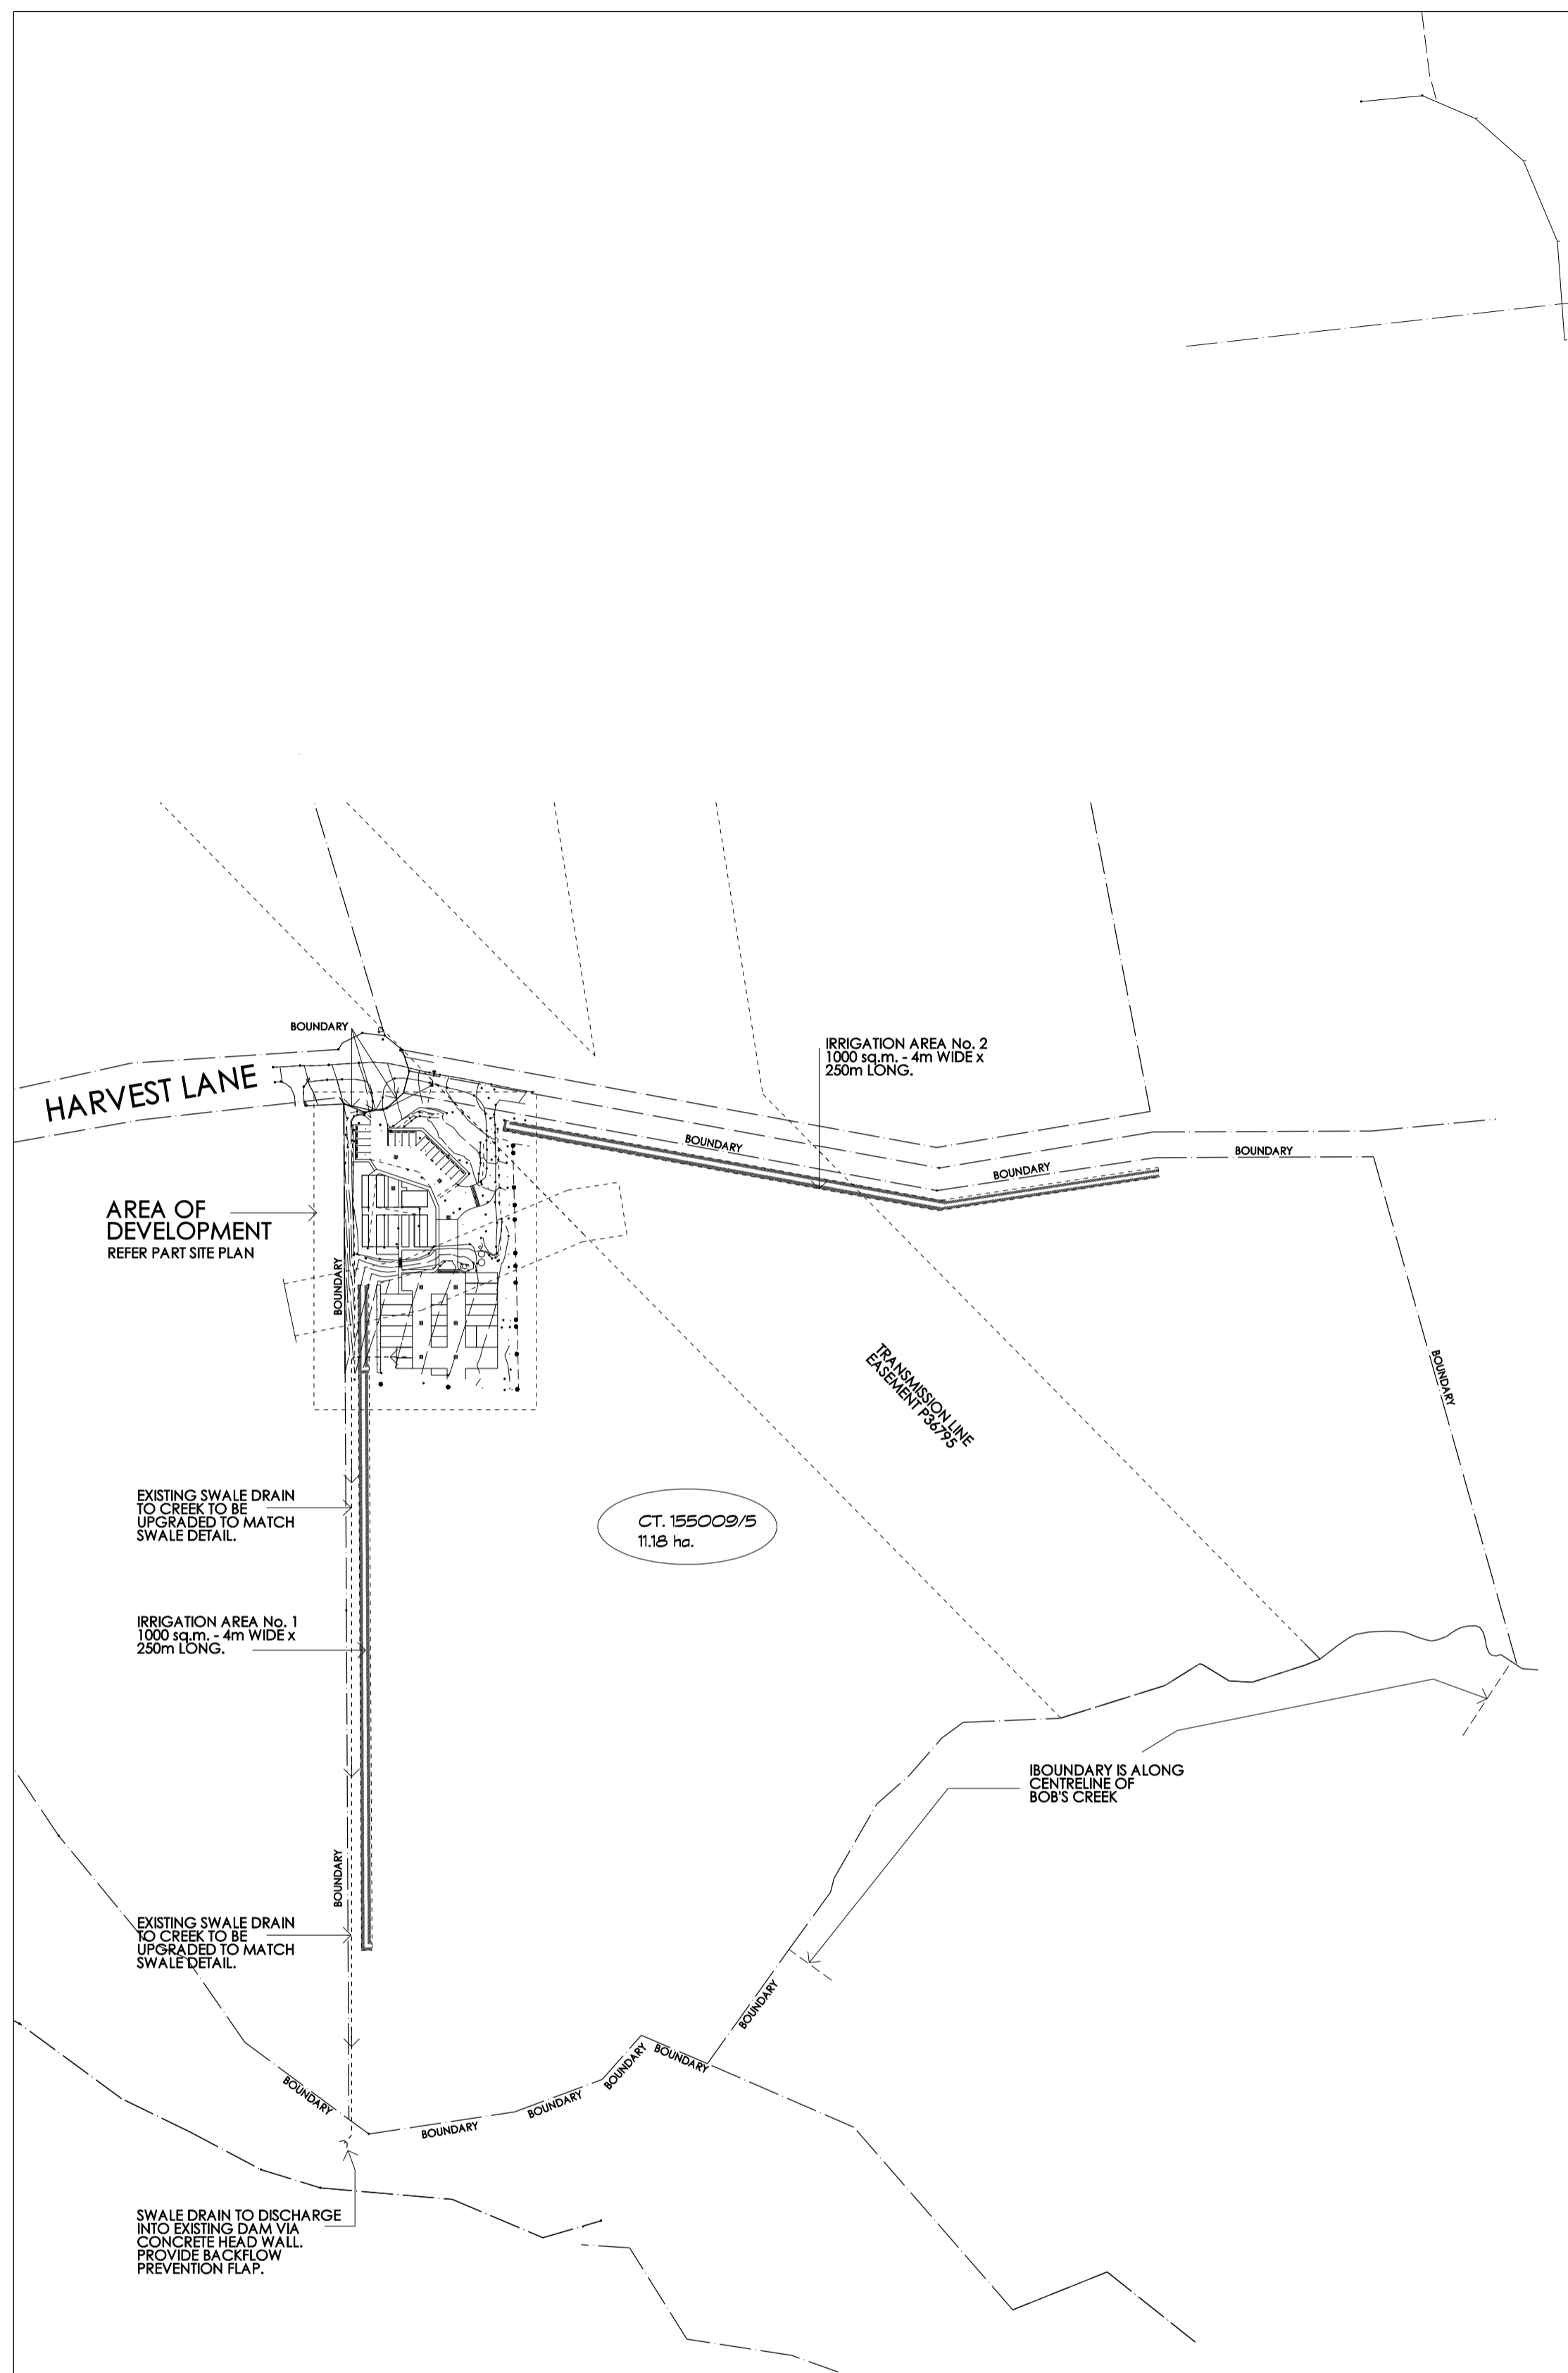 BOUNDARY
HARVEST LANE
IRRIGATION AREA No. 2
1000 sq.m. - 4m WIDE x
250m LONG.
BOUNDARY
BOUNDARY
BOUNDARY
AREA OF
DEVELOPMENT
REFER PART SITE PLAN
BOUNDARY
TRANSMISSION LINE
EASEMENT P36795
BOUNDARY
EXISTING SWALE DRAIN
TO CREEK TO BE
UPGRADED TO MATCH
SWALE DETAIL.
CT. 155009/5
11.18 ha.
IRRIGATION AREA No. 1
1000 sq.m. - 4m WIDE x
250m LONG.
IBOUNDARY IS ALONG
CENTRELINE OF
BOB'S CREEK
BOUNDARY
EXISTING SWALE DRAIN
TO CREEK TO BE
UPGRADED TO MATCH
SWALE DETAIL.
BOUNDARY
BOUNDARY
BOUNDARY
BOUNDARY
BOUNDARY
BOUNDARY
SWALE DRAIN TO DISCHARGE
INTO EXISTING DAM VIA
CONCRETE HEAD WALL.
PROVIDE BACKFLOW
PREVENTION FLAP.